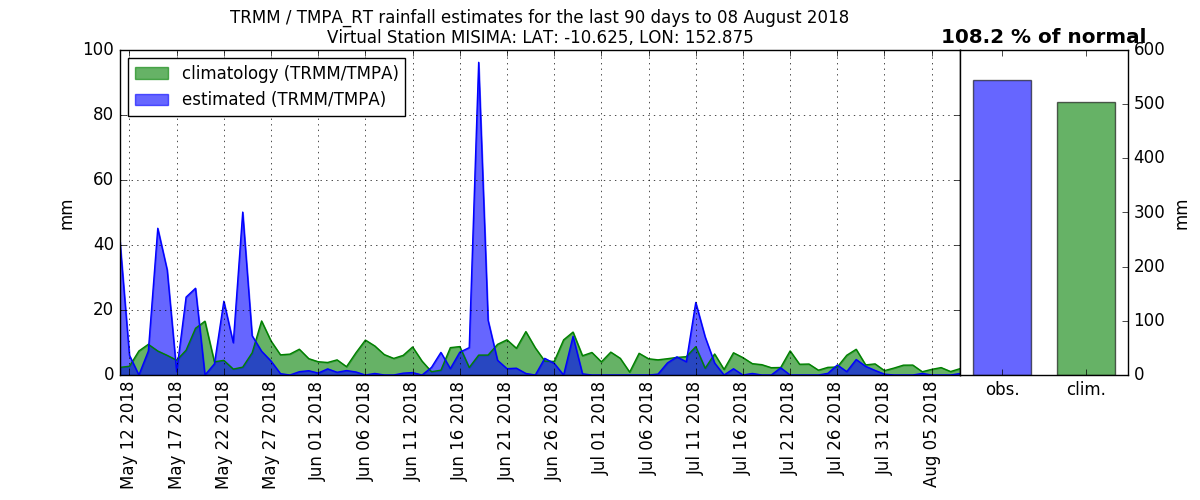 TRMM / TMPA_RT rainfall estimates for the last 90 days to 08 August 2018
Virtual Station MISIMA: LAT: -10.625, LON: 152.875
108.2 % of normal
climatology (TRMM/TMPA)
estimated (TRMM/TMPA)
100
80
60
40
20
0
mm
May 12 2018
May 17 2018
May 22 2018
May 27 2018
Jun 01 2018
Jun 06 2018
Jun 11 2018
Jun 16 2018
Jun 21 2018
Jun 26 2018
Jul 01 2018
Jul 06 2018
Jul 11 2018
Jul 16 2018
Jul 21 2018
Jul 26 2018
Jul 31 2018
Aug 05 2018
600
500
400
300
200
100
0
mm
obs.
clim.